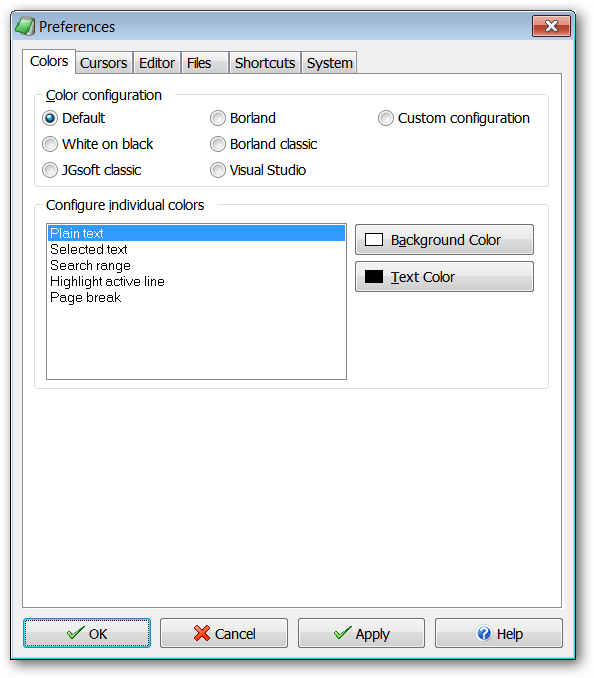 Preferences
Colors Cursors Editor Files Shortcuts System
Color configuration
Default Borland Custom configuration
White on black Borland classic
JGsoft classic Visual Studio
Configure individual colors
Plain text
Selected text
Search range
Highlight active line
Page break
Background Color
Text Color
OK Cancel Apply Help